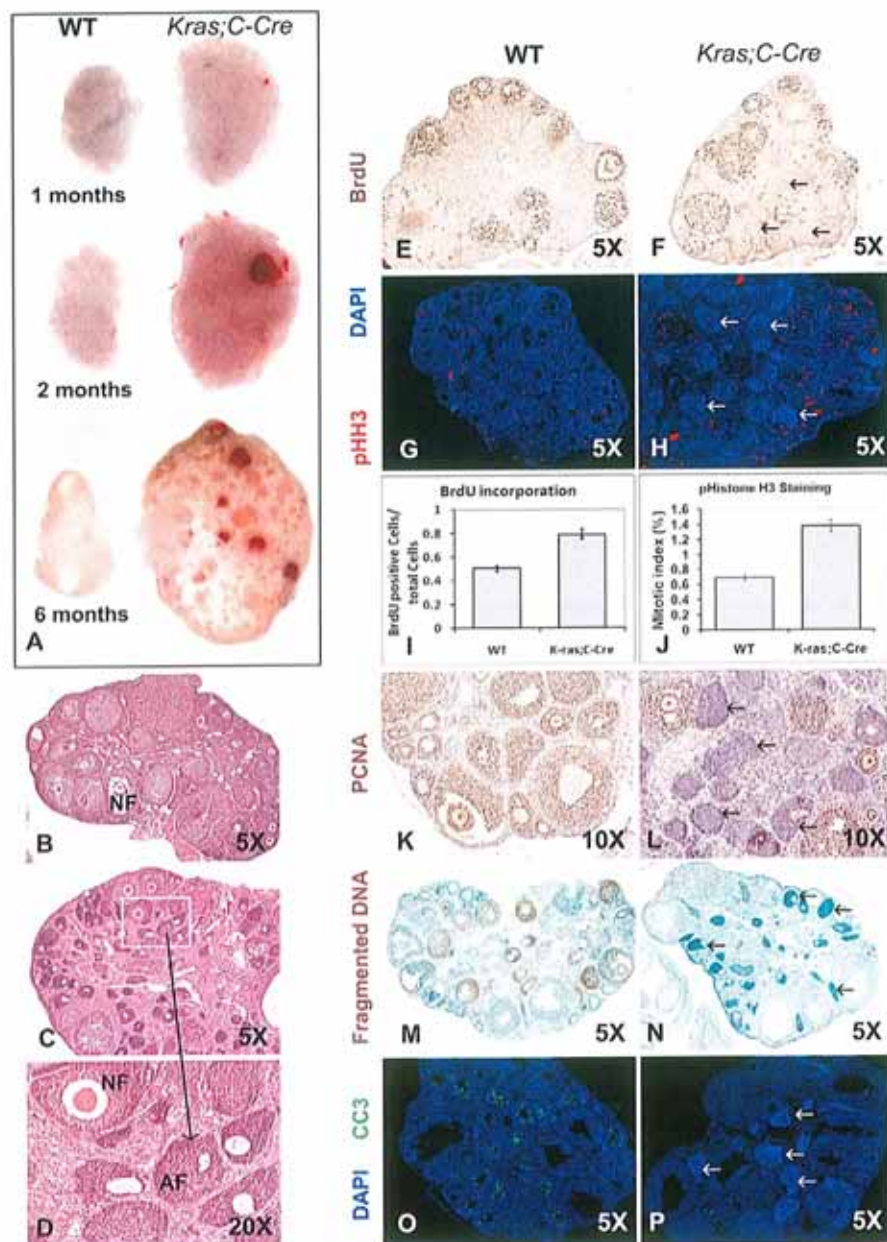 WT
Kras;C-Cre
1 months
2 months
6 months
A
NF
B
5X
C
5X
NF
AF
D
20X
WT
Kras;C-Cre
BrdU
E
5X
F
5X
pHH3 DAPI
G
5X
H
5X
BrdU incorporation
BrdU positive Cells/
total Cells
1
0.8
0.6
0.4
0.2
0
I
WT
K-ras;C-Cre
pHistone H3 Staining
Mitotic index (%)
1.6
1.4
1.2
1.0
0.8
0.6
0.4
0.2
0
J
WT
K-ras;C-Cre
PCNA
K
10X
L
10X
Fragmented DNA
M
5X
N
5X
DAPI CC3
O
5X
P
5X